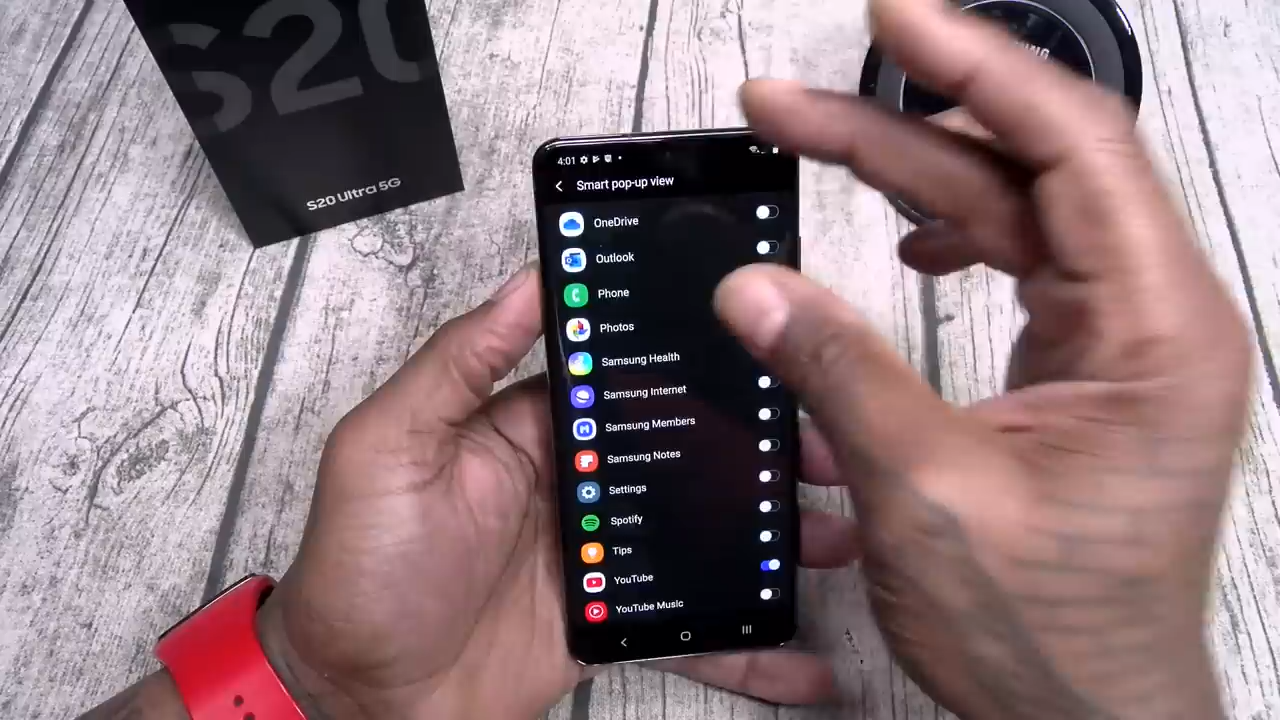 S20
S20 Ultra 5G
4:01
Smart pop-up view
OneDrive
Outlook
Phone
Photos
Samsung Health
Samsung Internet
Samsung Members
Samsung Notes
Settings
Spotify
Tips
YouTube
YouTube Music